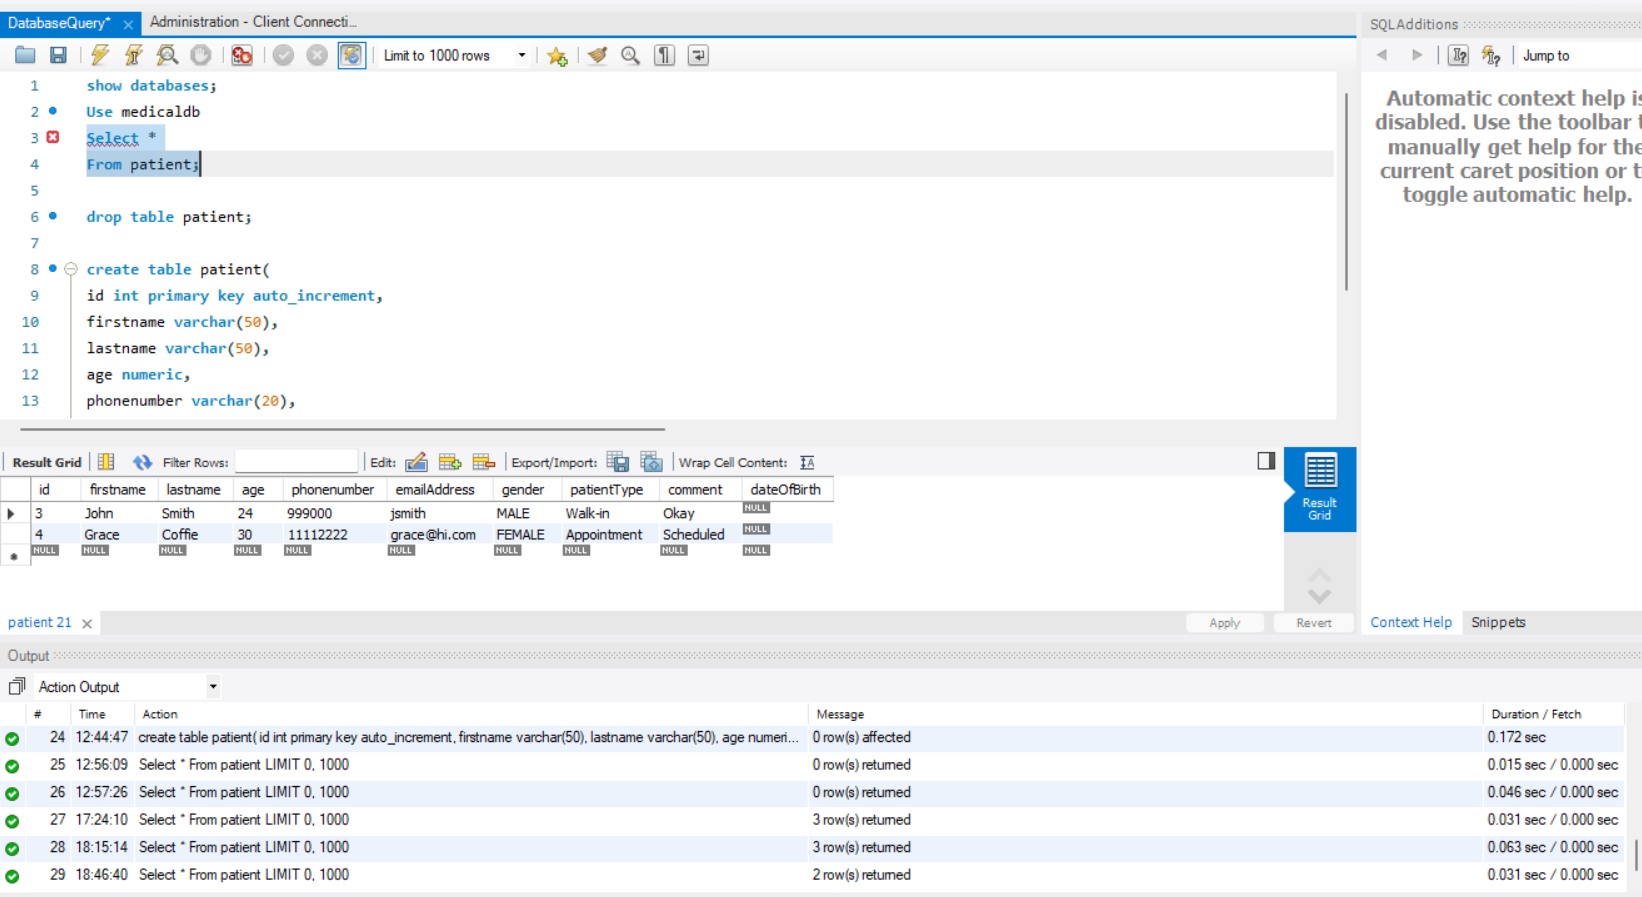 DatabaseQuery* × Administration - Client Connecti...
SQLAdditions
Limit to 1000 rows
Jump to
1 show databases;
2 Use medicaldb
3 Select *
4 From patient;
5
6 drop table patient;
7
8 create table patient(
9 id int primary key auto_increment,
10 firstname varchar(50),
11 lastname varchar(50),
12 age numeric,
13 phonenumber varchar(20),
Automatic context help is
disabled. Use the toolbar t
manually get help for the
current caret position or t
toggle automatic help.
Result Grid Filter Rows: Edit: Export/Import: Wrap Cell Content:
id firstname lastname age phonenumber emailAddress gender patientType comment dateOfBirth
3 John Smith 24 999000 jsmith MALE Walk-in Okay NULL
4 Grace Coffie 30 11112222 grace@hi.com FEMALE Appointment Scheduled NULL
NULL NULL NULL NULL NULL NULL NULL NULL NULL NULL
Result
Grid
patient 21 × Apply Revert
Context Help Snippets
Output
Action Output
# Time Action Message Duration / Fetch
24 12:44:47 create table patient( id int primary key auto_increment, firstname varchar(50), lastname varchar(50), age numeri... 0 row(s) affected 0.172 sec
25 12:56:09 Select * From patient LIMIT 0, 1000 0 row(s) returned 0.015 sec / 0.000 sec
26 12:57:26 Select * From patient LIMIT 0, 1000 0 row(s) returned 0.046 sec / 0.000 sec
27 17:24:10 Select * From patient LIMIT 0, 1000 3 row(s) returned 0.031 sec / 0.000 sec
28 18:15:14 Select * From patient LIMIT 0, 1000 3 row(s) returned 0.063 sec / 0.000 sec
29 18:46:40 Select * From patient LIMIT 0, 1000 2 row(s) returned 0.031 sec / 0.000 sec